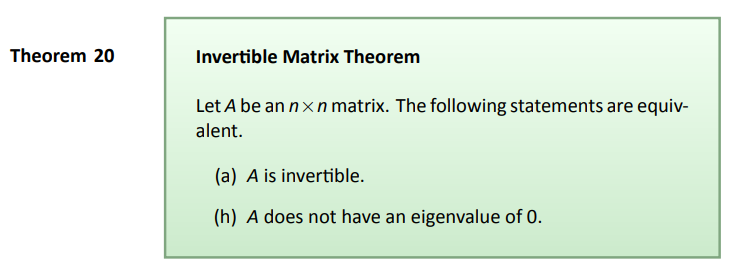 Theorem 20
Invertible Matrix Theorem
Let A be an n × n matrix. The following statements are equiv-
alent.
(a) A is invertible.
(h) A does not have an eigenvalue of 0.